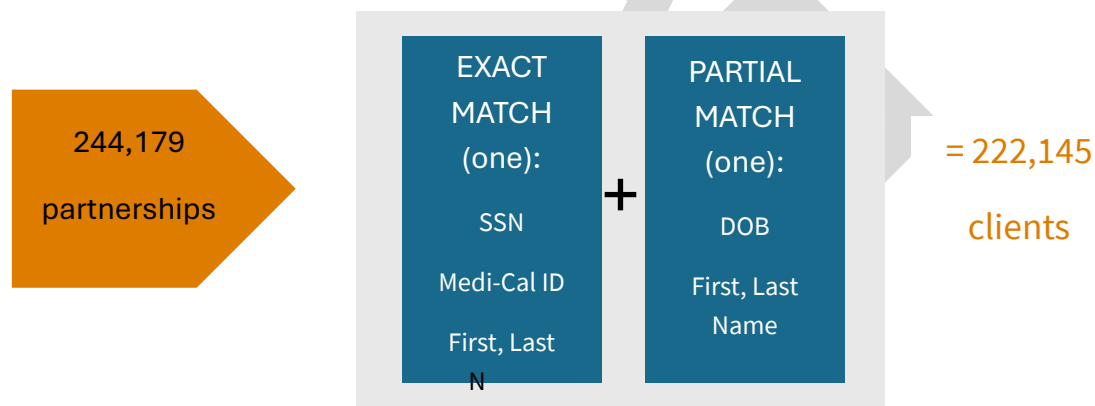 244,179
partnerships
EXACT
MATCH
(one):
SSN
Medi-Cal ID
First, Last
N
+
PARTIAL
MATCH
(one):
DOB
First, Last
Name
= 222,145
clients